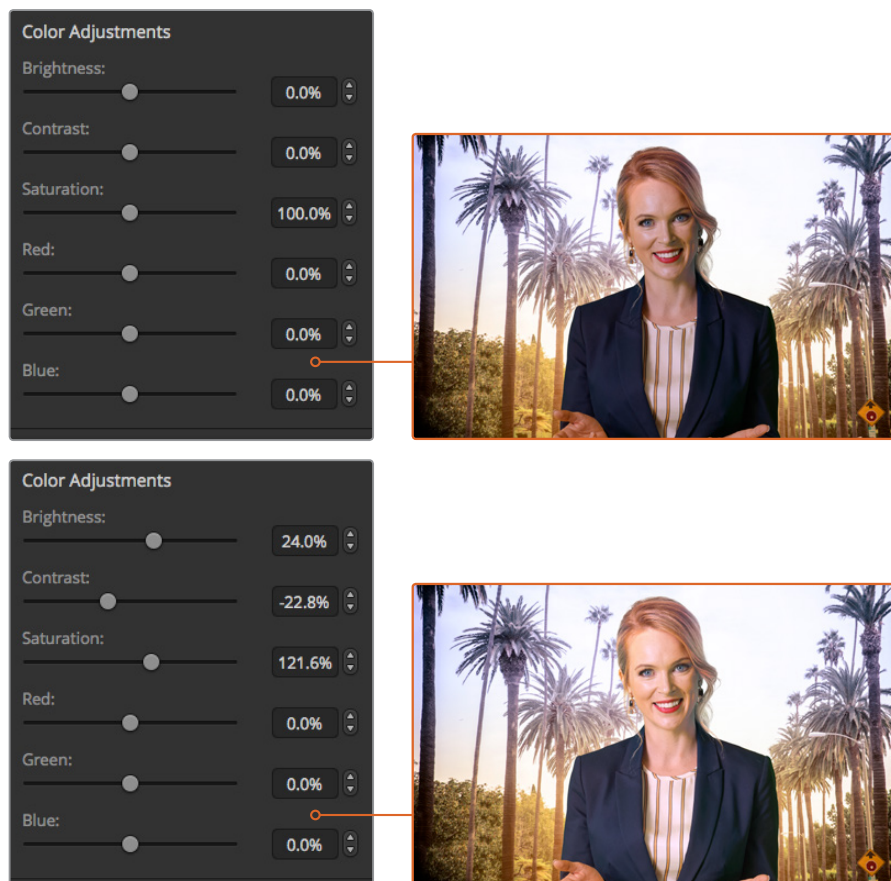 Color Adjustments
Brightness:
0.0%
Contrast:
0.0%
Saturation:
100.0%
Red:
0.0%
Green:
0.0%
Blue:
0.0%
Color Adjustments
Brightness:
24.0%
Contrast:
-22.8%
Saturation:
121.6%
Red:
0.0%
Green:
0.0%
Blue:
0.0%